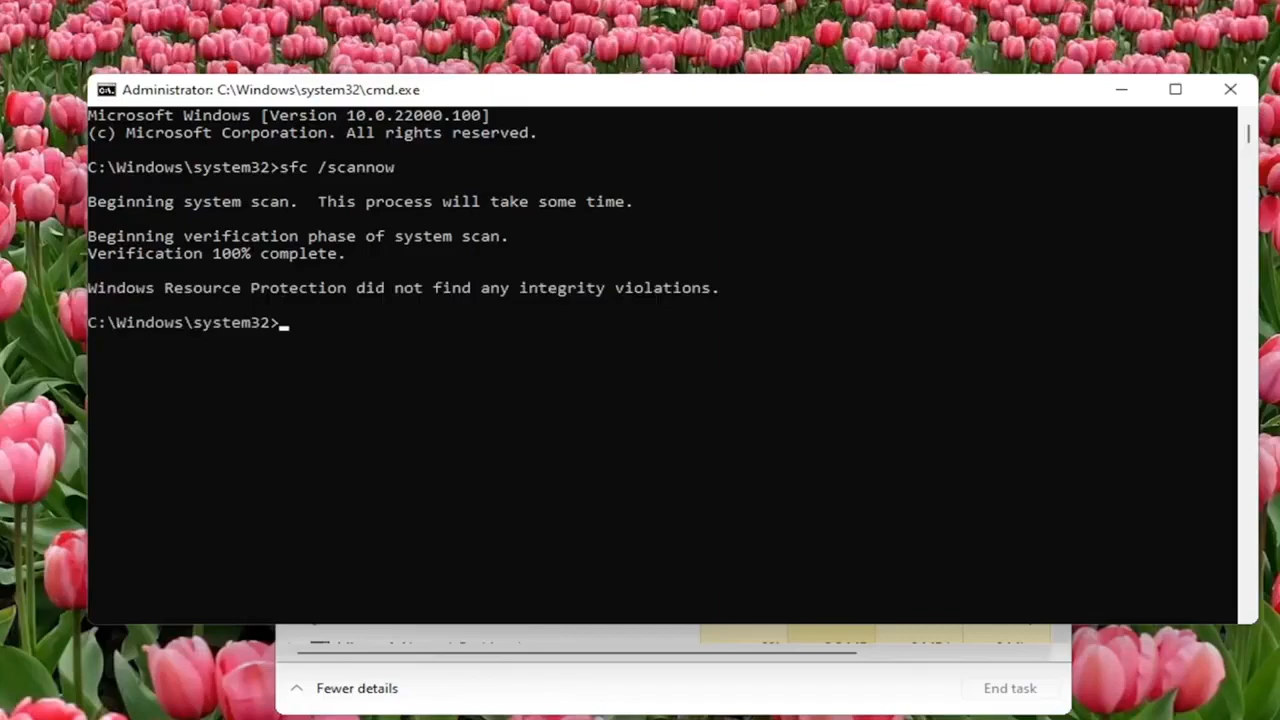 Administrator: C:\Windows\system32\cmd.exe
Microsoft Windows [Version 10.0.22000.100]
(c) Microsoft Corporation. All rights reserved.
C:\Windows\system32>sfc /scannow
Beginning system scan.  This process will take some time.
Beginning verification phase of system scan.
Verification 100% complete.
Windows Resource Protection did not find any integrity violations.
C:\Windows\system32>
Fewer details
End task